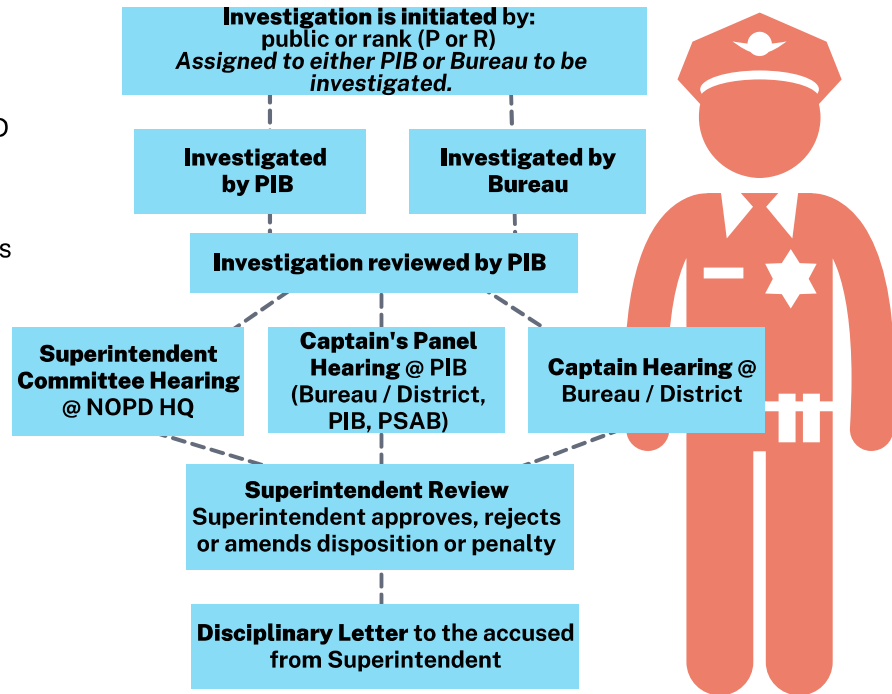 Investigation is initiated by:
public or rank (P or R)
Assigned to either PIB or Bureau to be
investigated.
D
Investigated
by PIB
Investigated by
Bureau
s
Investigation reviewed by PIB
Superintendent
Committee Hearing
@ NOPD HQ
Captain's Panel
Hearing @ PIB
(Bureau / District,
PIB, PSAB)
Captain Hearing @
Bureau / District
Superintendent Review
Superintendent approves, rejects
or amends disposition or penalty
Disciplinary Letter to the accused
from Superintendent